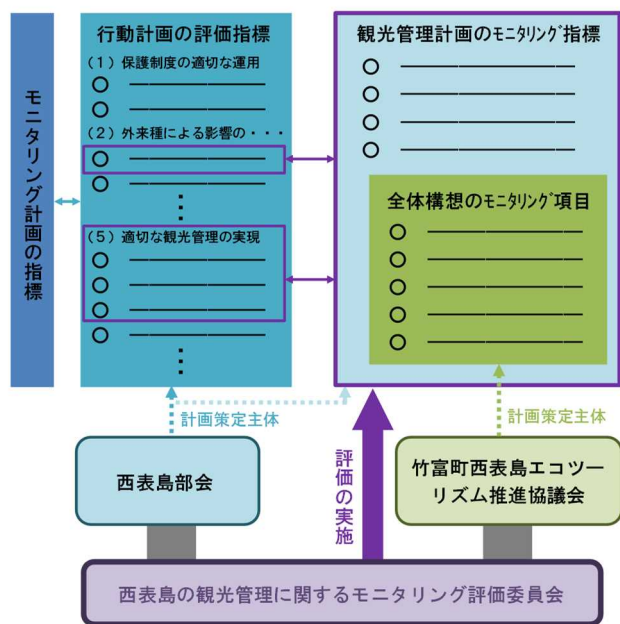 モニタリング計画の指標
行動計画の評価指標
(1)保護制度の適切な運用
(2)外来種による影響の・・・
(5)適切な観光管理の実現
観光管理計画のﾓﾆﾀﾘﾝｸﾞ指標
全体構想のﾓﾆﾀﾘﾝｸﾞ項目
計画策定主体
計画策定主体
西表島部会
評価の実施
竹富町西表島エコツー
リズム推進協議会
西表島の観光管理に関するモニタリング評価委員会